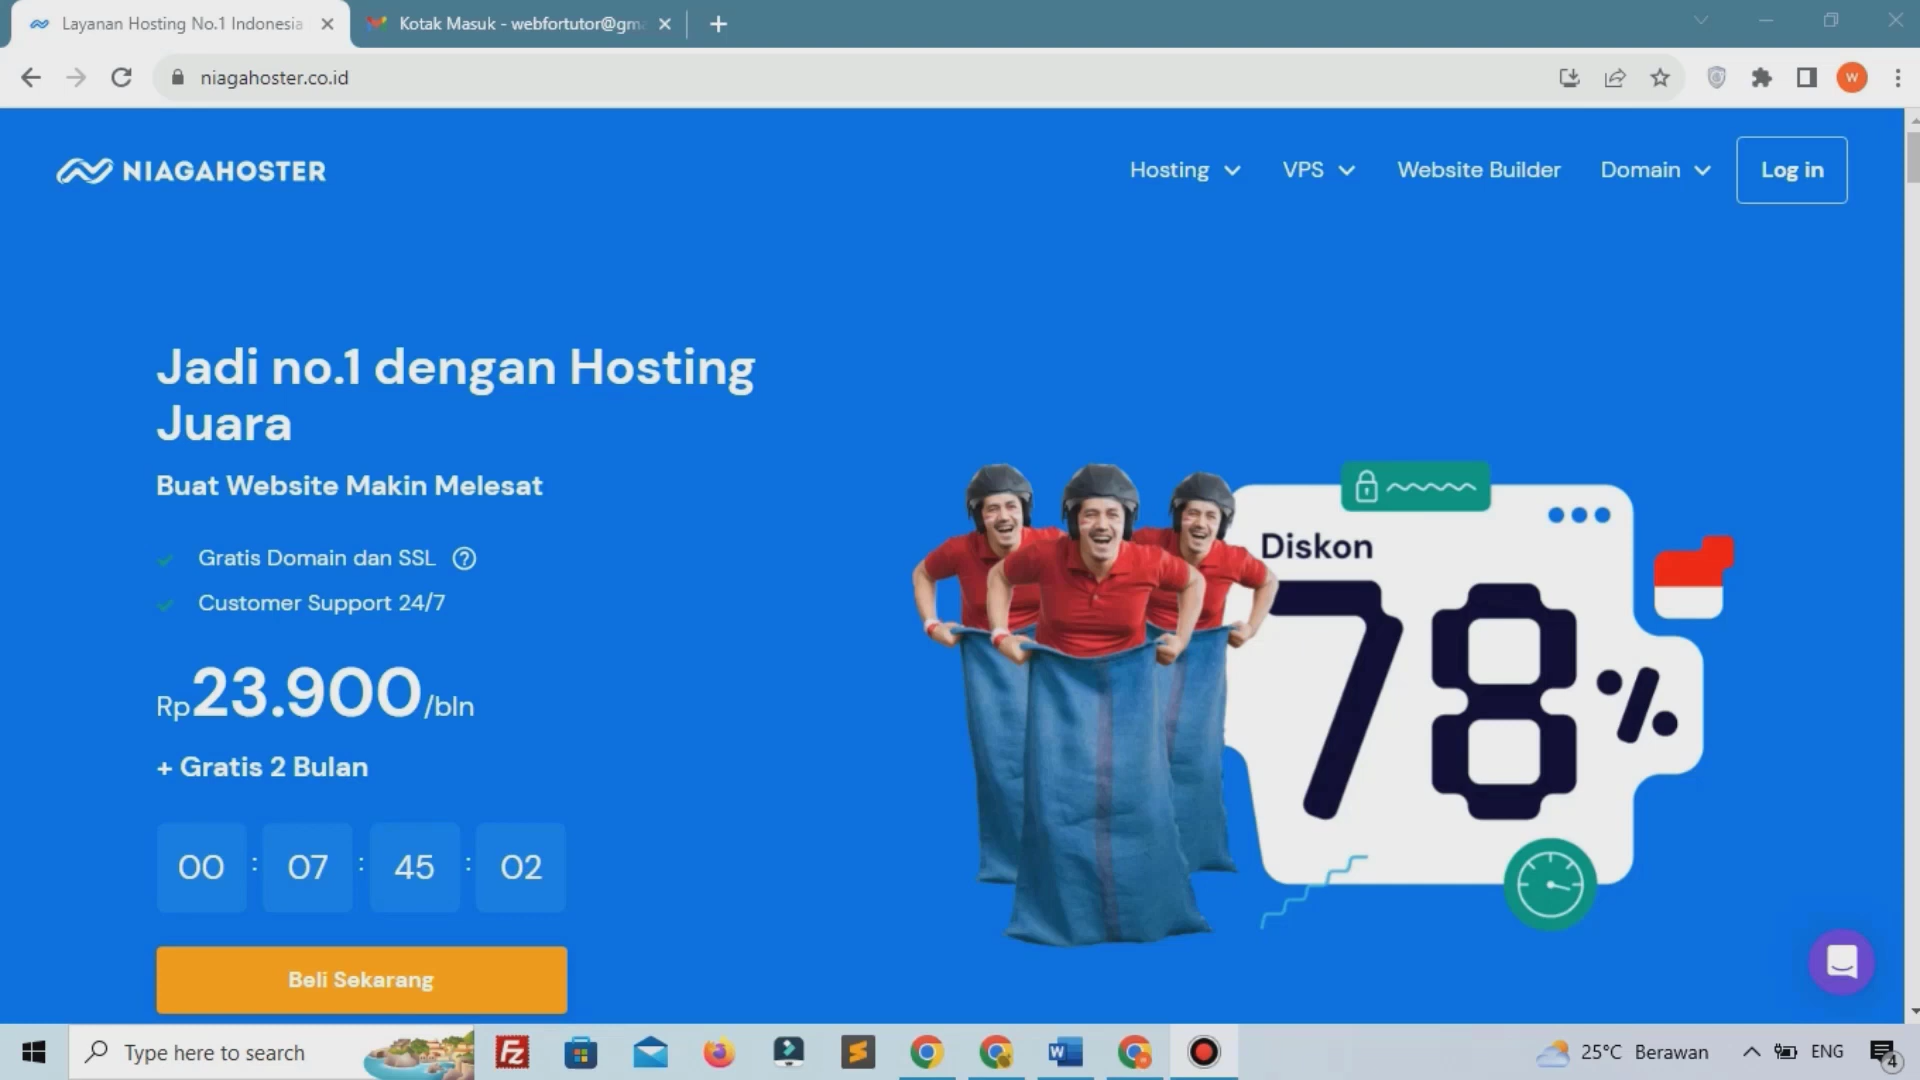 Layanan Hosting No.1 Indonesia
Kotak Masuk - webfortutor@gm
niagahoster.co.id
W
NIAGAHOSTER
Hosting
VPS
Website Builder
Domain
Log in
Jadi no.1 dengan Hosting
Juara
Buat Website Makin Melesat
Gratis Domain dan SSL ?
Customer Support 24/7
Rp23.900/bln
+ Gratis 2 Bulan
00 : 07 : 45 : 02
Beli Sekarang
Diskon
78%
Type here to search
FZ
S
W
25°C Berawan
ENG
4